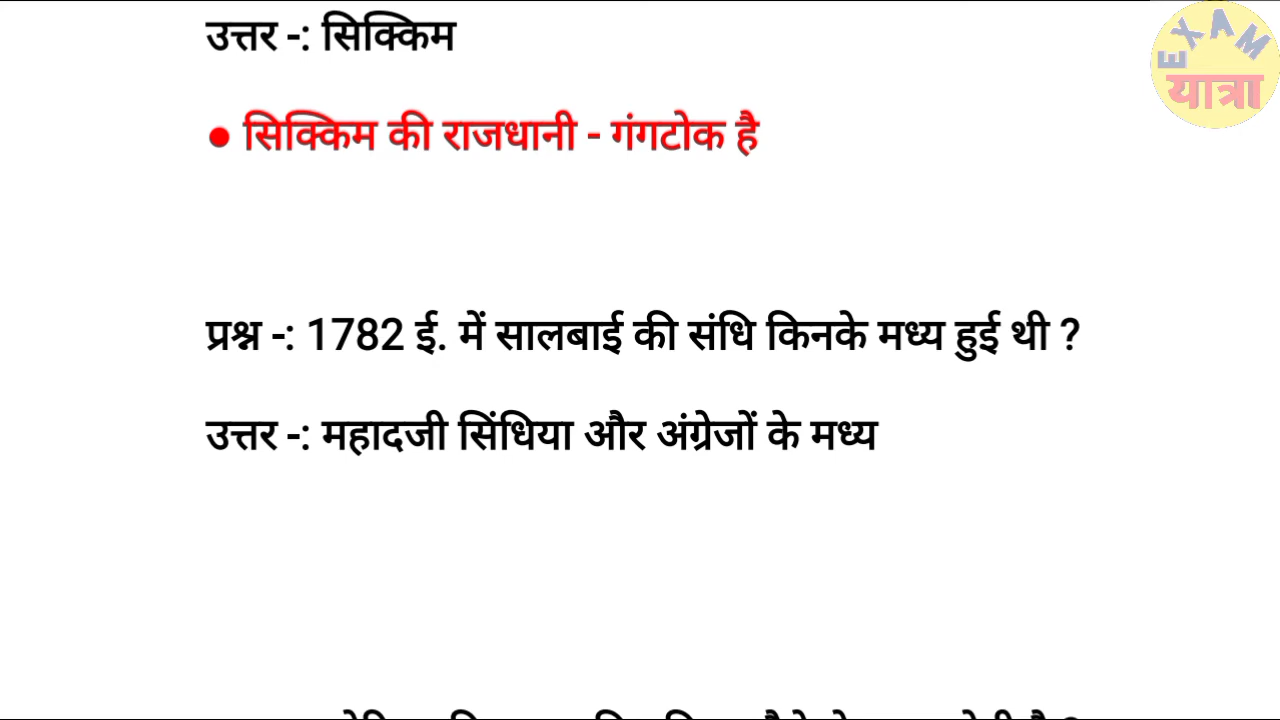 उत्तर -: सिक्किम
EXAM
यात्रा
● सिक्किम की राजधानी - गंगटोक है
प्रश्न -: 1782 ई. में सालबाई की संधि किनके मध्य हुई थी ?
उत्तर -: महादजी सिंधिया और अंग्रेजों के मध्य